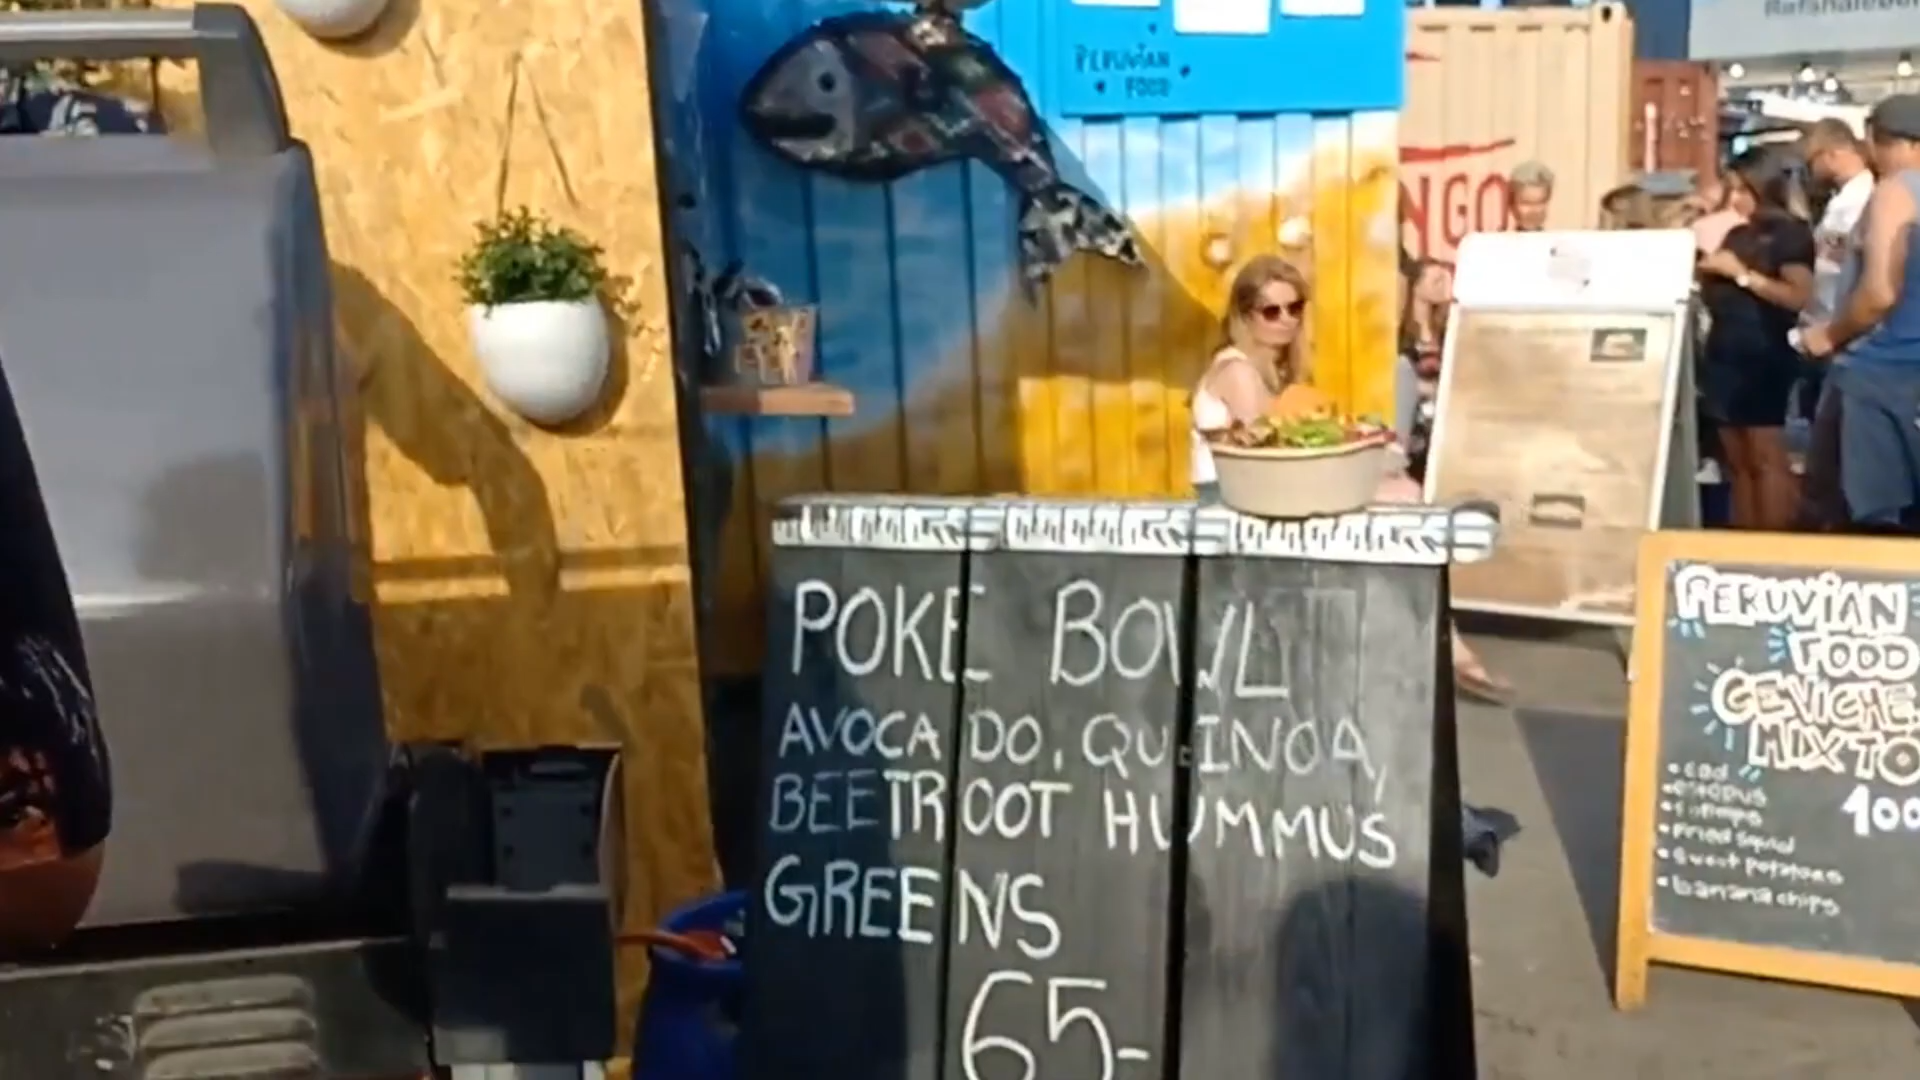 PERUVIAN
FOOD
NGO
POKE BOWL
AVOCADO, QUINOA,
BEETROOT HUMMUS
GREENS
65-
PERUVIAN
FOOD
CEVICHE
MIXTO
• cod
• octopus
• shrimps
• Fried squid
• sweet potatoes
• banana chips
100